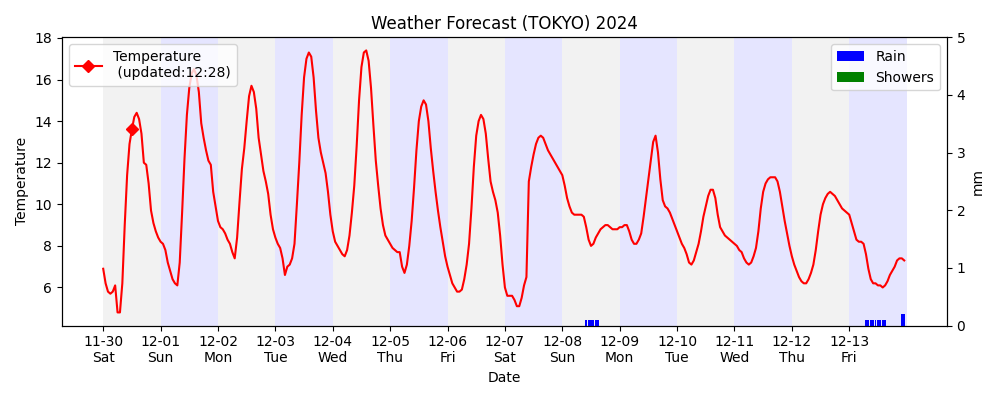 Weather Forecast (TOKYO) 2024
Temperature
(updated:12:28)
Rain
Showers
18
16
14
12
10
8
6
Temperature
5
4
3
2
1
0
mm
11-30 12-01 12-02 12-03 12-04 12-05 12-06 12-07 12-08 12-09 12-10 12-11 12-12 12-13
Sat Sun Mon Tue Wed Thu Fri Sat Sun Mon Tue Wed Thu Fri
Date